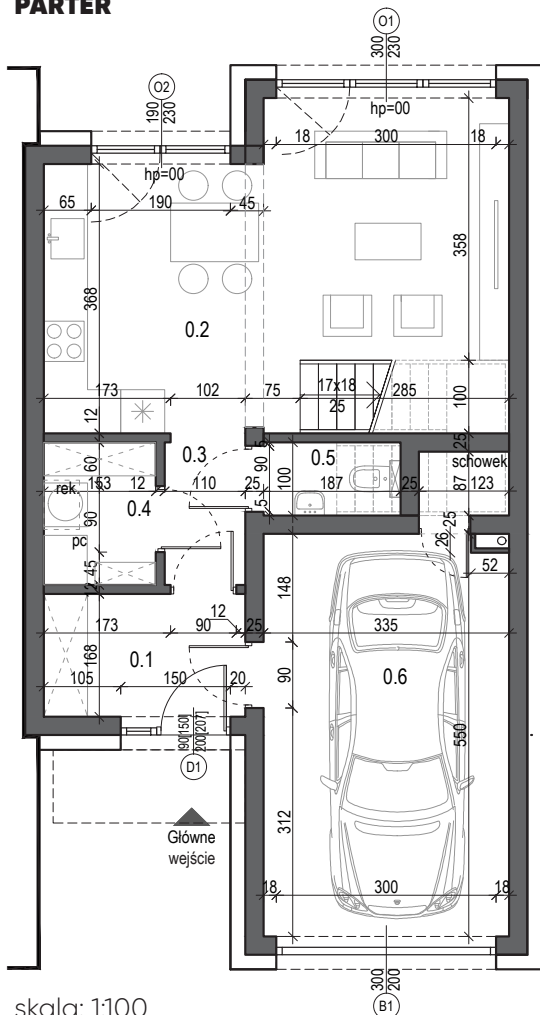 PARTER
O1
300
230
O2
190
230
hp=00
18 300 18
hp=00
65 190 45
358
368
0.2
173 102 75 17x18 285
25
100
12
0.3
5
25
60
90
100
0.5
schowek
rek.
153 12 110 25 187 25 87 123
0.4
90
5
pc
25
26
45
52
12
148
12
173 90 25 335
168
0.1
90
0.6
105 150 20
550
90[150]
200[207]
D1
312
Główne
wejście
18 300 18
300
200
B1
skala: 1:100